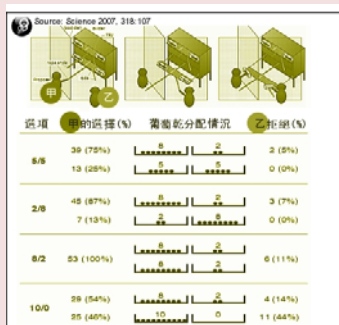 Source: Science 2007, 318:107
甲
乙
選項 甲的選擇(%) 葡萄乾分配情況 乙拒絕(%)
5/5
39 (75%) 8 2 2 (5%)
13 (25%) 5 5 0 (0%)
2/8
45 (87%) 8 2 3 (7%)
7 (13%) 2 8 0 (0%)
8/2
53 (100%) 8 2 6 (11%)
8 2
10/0
29 (54%) 8 2 4 (14%)
25 (46%) 10 0 11 (44%)